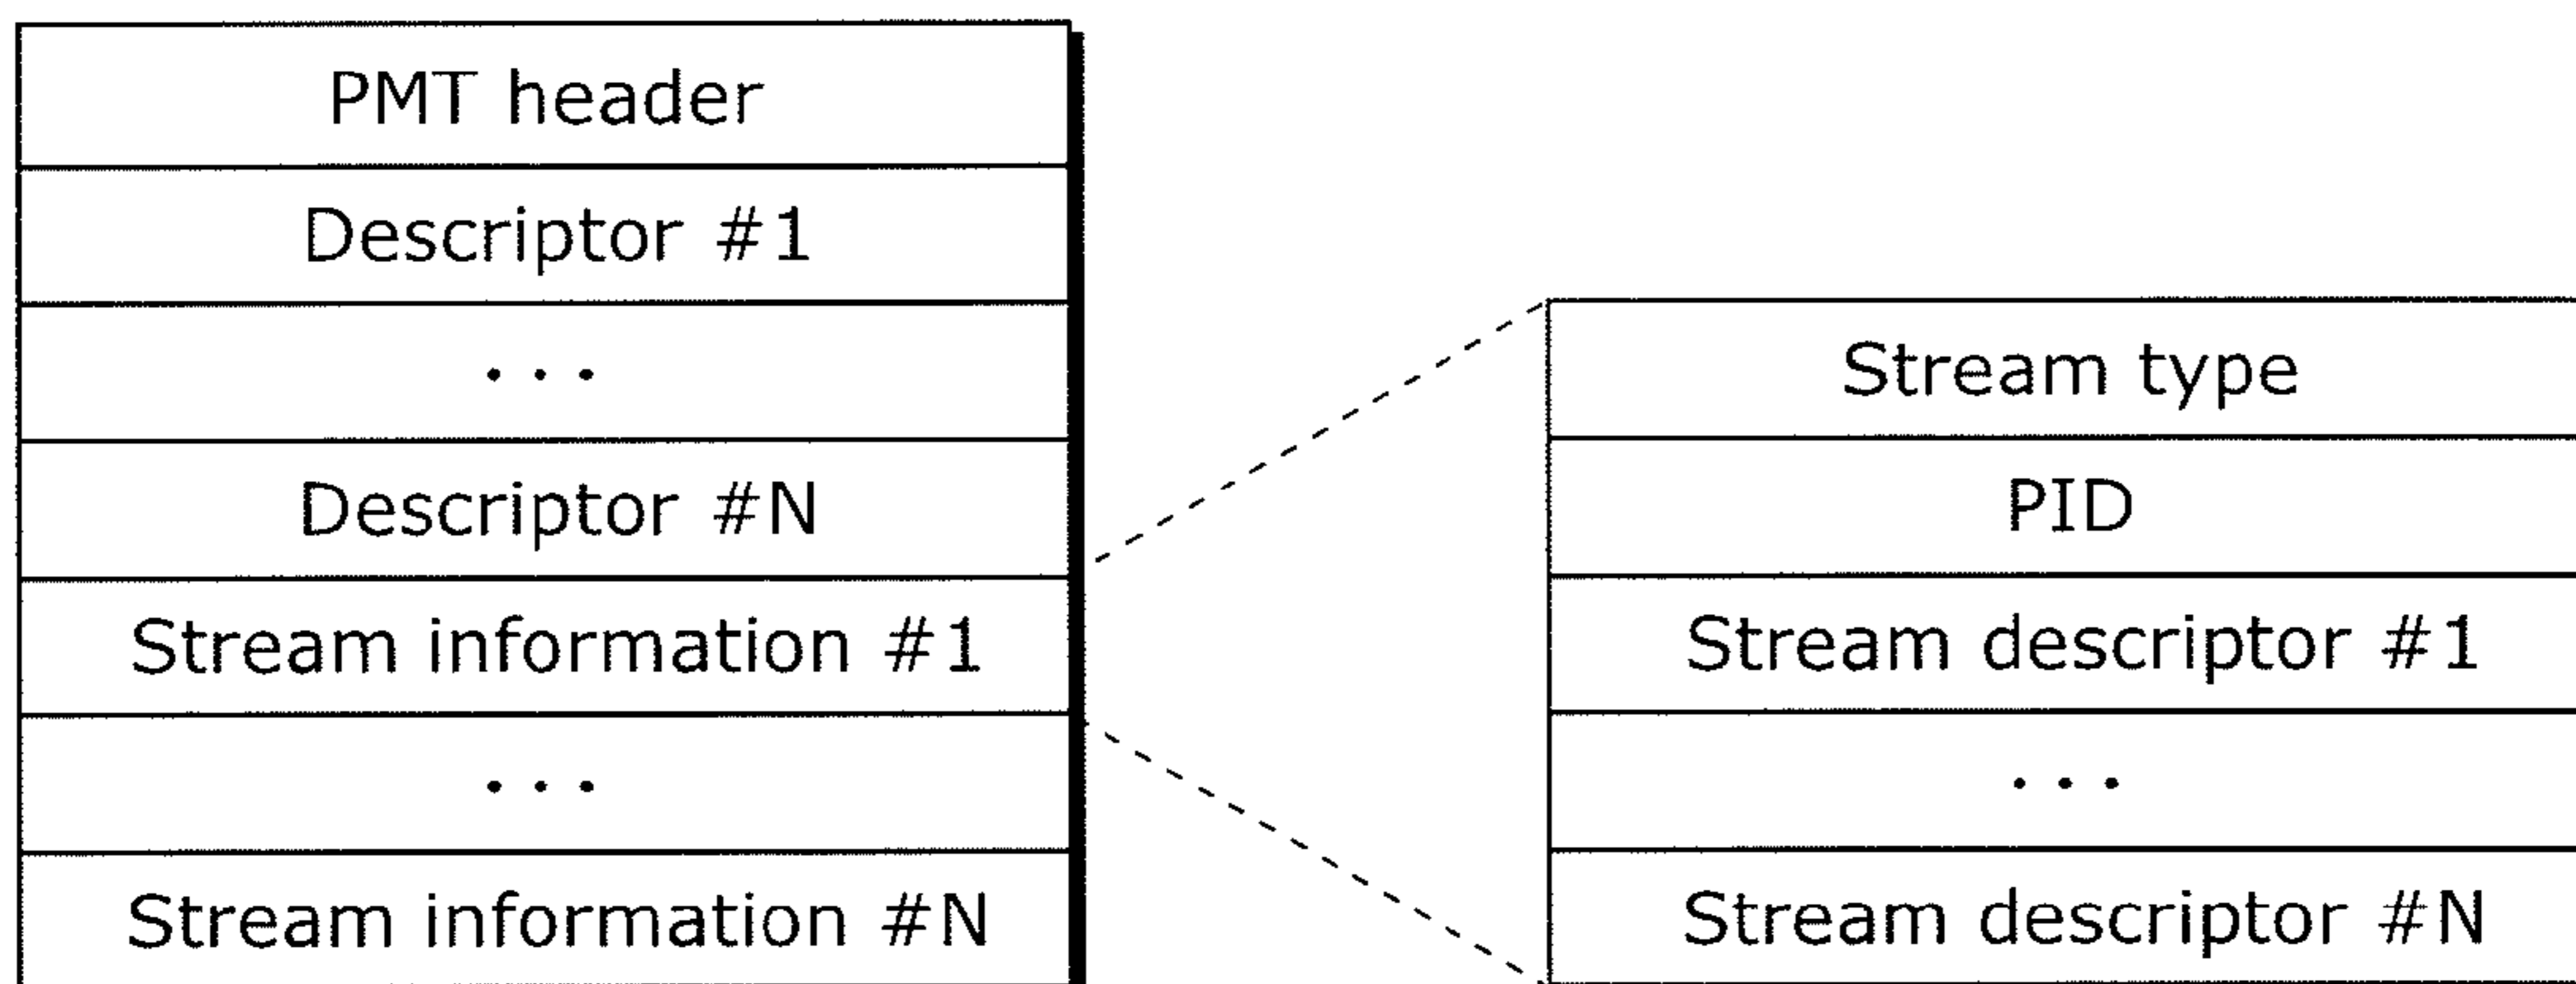 PMT header
Descriptor #1
...
Descriptor #N
Stream information #1
...
Stream information #N
Stream type
PID
Stream descriptor #1
...
Stream descriptor #N